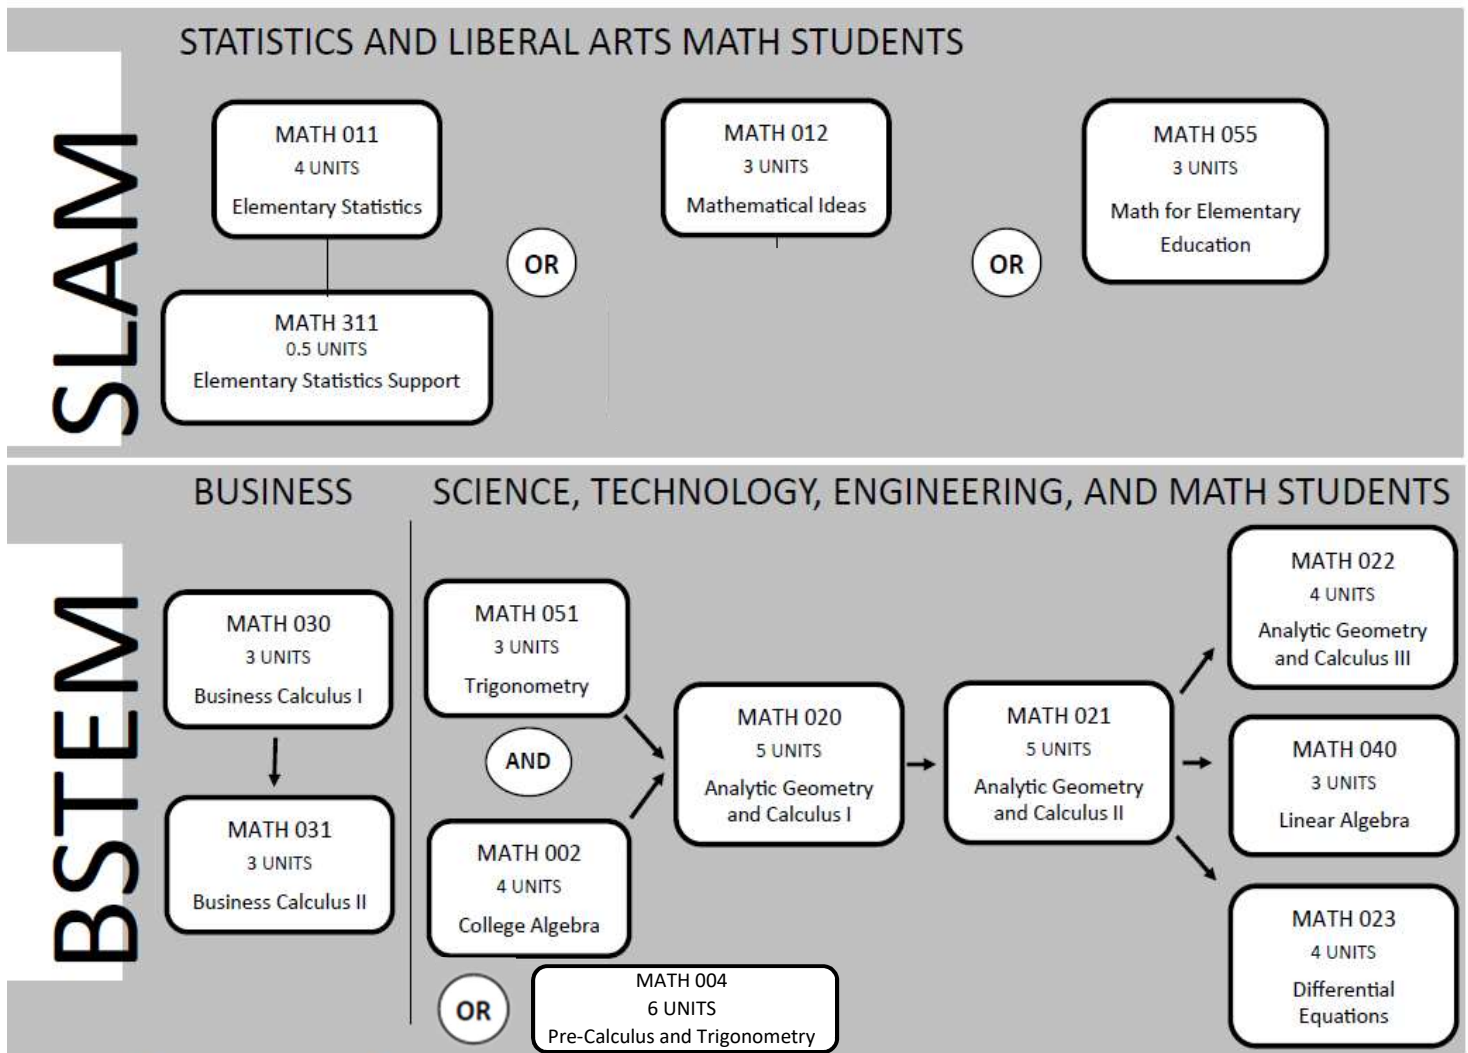 STATISTICS AND LIBERAL ARTS MATH STUDENTS
SLAM
MATH 011
4 UNITS
Elementary Statistics
MATH 311
0.5 UNITS
Elementary Statistics Support
OR
MATH 012
3 UNITS
Mathematical Ideas
OR
MATH 055
3 UNITS
Math for Elementary
Education
BSTEM
BUSINESS
MATH 030
3 UNITS
Business Calculus I
MATH 031
3 UNITS
Business Calculus II
SCIENCE, TECHNOLOGY, ENGINEERING, AND MATH STUDENTS
MATH 051
3 UNITS
Trigonometry
AND
MATH 002
4 UNITS
College Algebra
OR
MATH 004
6 UNITS
Pre-Calculus and Trigonometry
MATH 020
5 UNITS
Analytic Geometry
and Calculus I
MATH 021
5 UNITS
Analytic Geometry
and Calculus II
MATH 022
4 UNITS
Analytic Geometry
and Calculus III
MATH 040
3 UNITS
Linear Algebra
MATH 023
4 UNITS
Differential
Equations